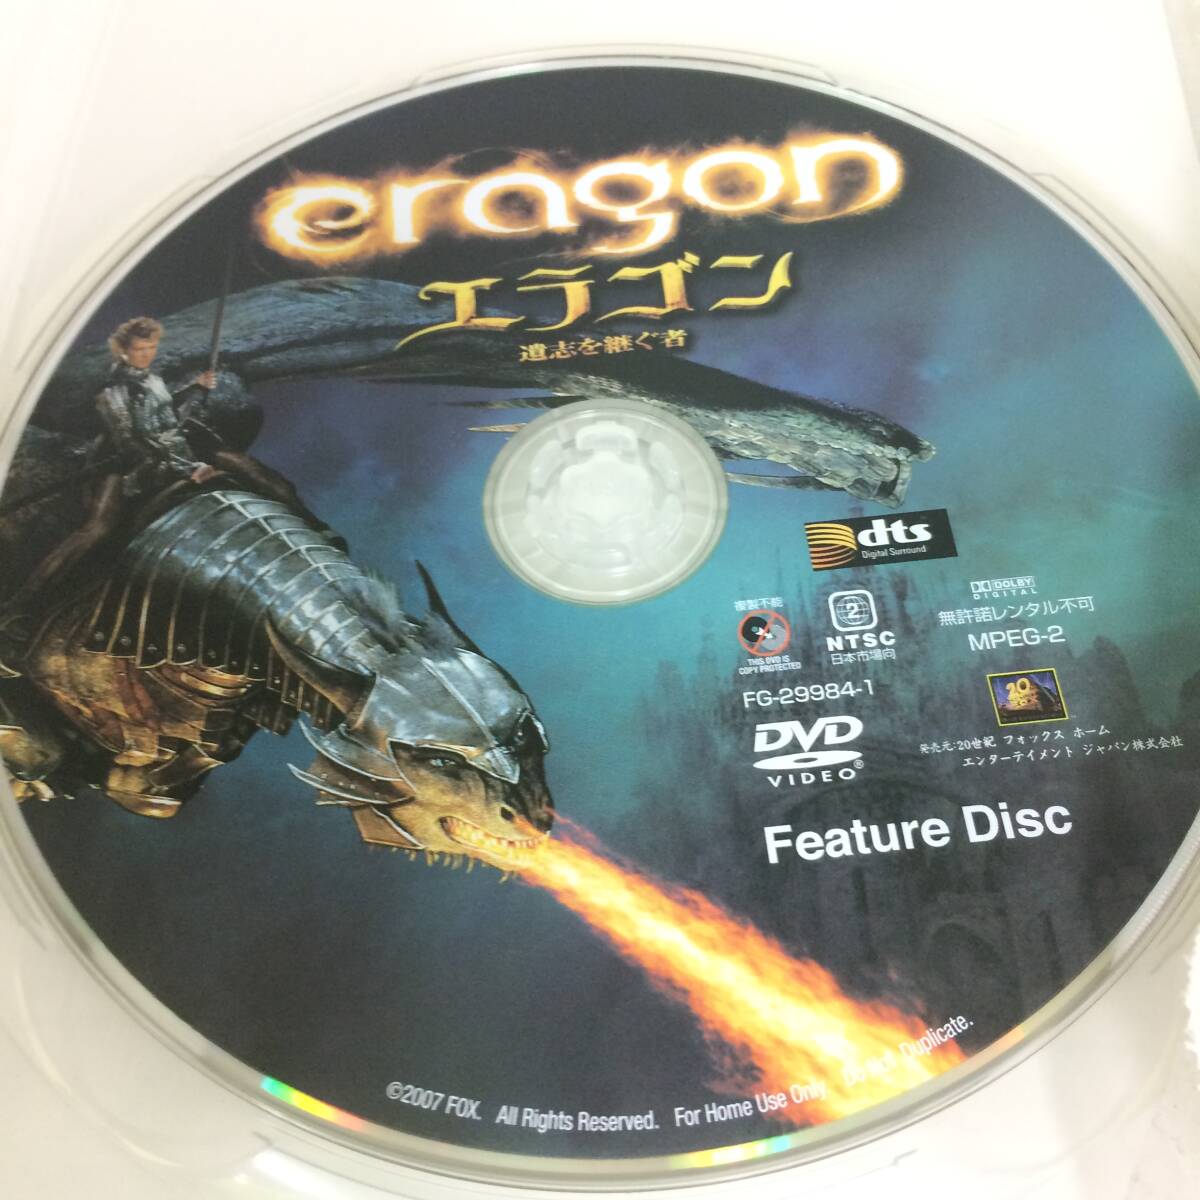 eragon
エラゴン
遺志を継ぐ者
dts
Digital Surround
複製不能
THIS DVD IS
COPY PROTECTED
2
NTSC
日本市場向
DOLBY
DIGITAL
無許諾レンタル不可
MPEG-2
FG-29984-1
DVD
VIDEO®
20
発売元:20世紀 フォックス ホーム
エンターテイメント ジャパン株式会社
Feature Disc
©2007 FOX. All Rights Reserved. For Home Use Only. Do Not Duplicate.